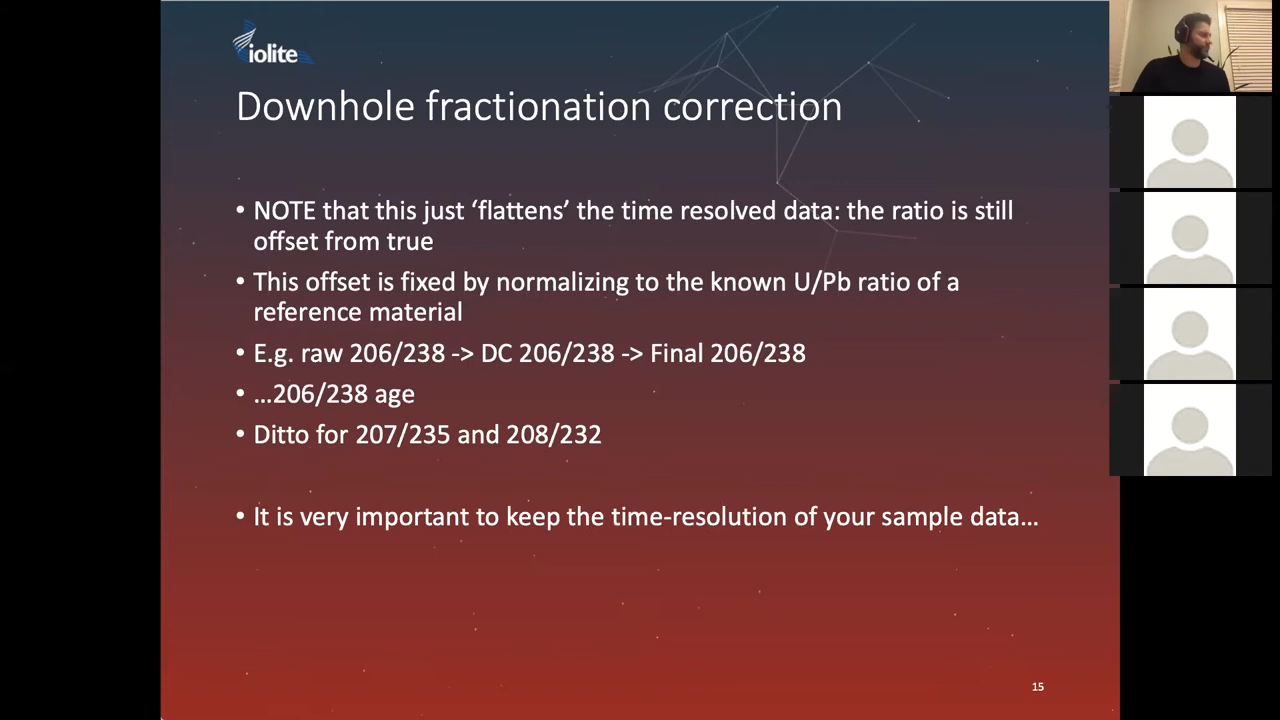 iolite
Downhole fractionation correction
• NOTE that this just ‘flattens’ the time resolved data: the ratio is still
offset from true
• This offset is fixed by normalizing to the known U/Pb ratio of a
reference material
• E.g. raw 206/238 -> DC 206/238 -> Final 206/238
• …206/238 age
• Ditto for 207/235 and 208/232
• It is very important to keep the time-resolution of your sample data…
15